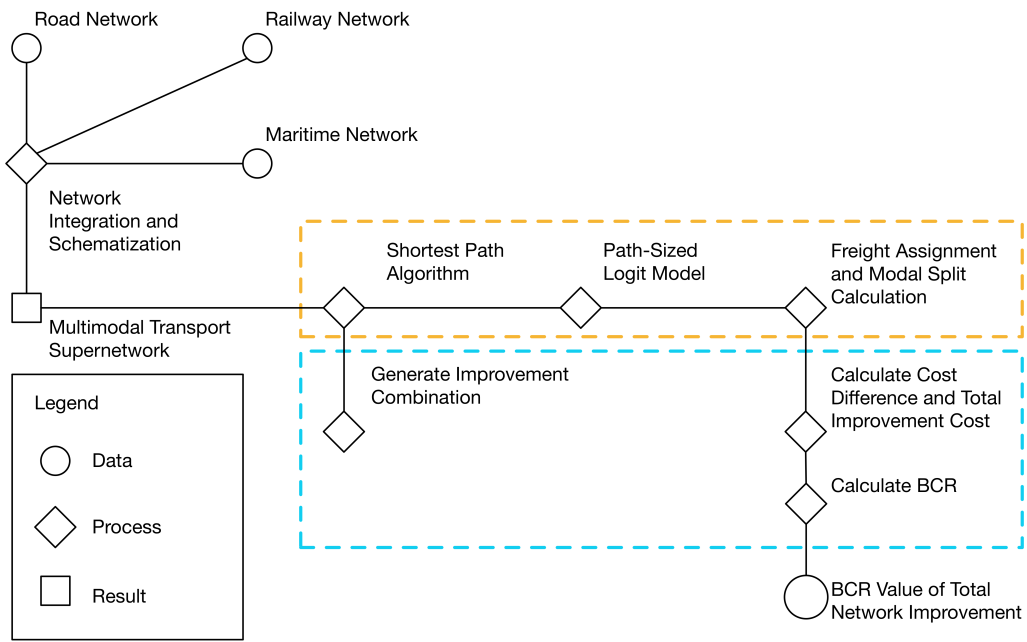 Road Network
Railway Network
Maritime Network
Network
Integration and
Schematization
Shortest Path
Algorithm
Path-Sized
Logit Model
Freight Assignment
and Modal Split
Calculation
Multimodal Transport
Supernetwork
Generate Improvement
Combination
Calculate Cost
Difference and Total
Improvement Cost
Calculate BCR
BCR Value of Total
Network Improvement
Legend
Data
Process
Result